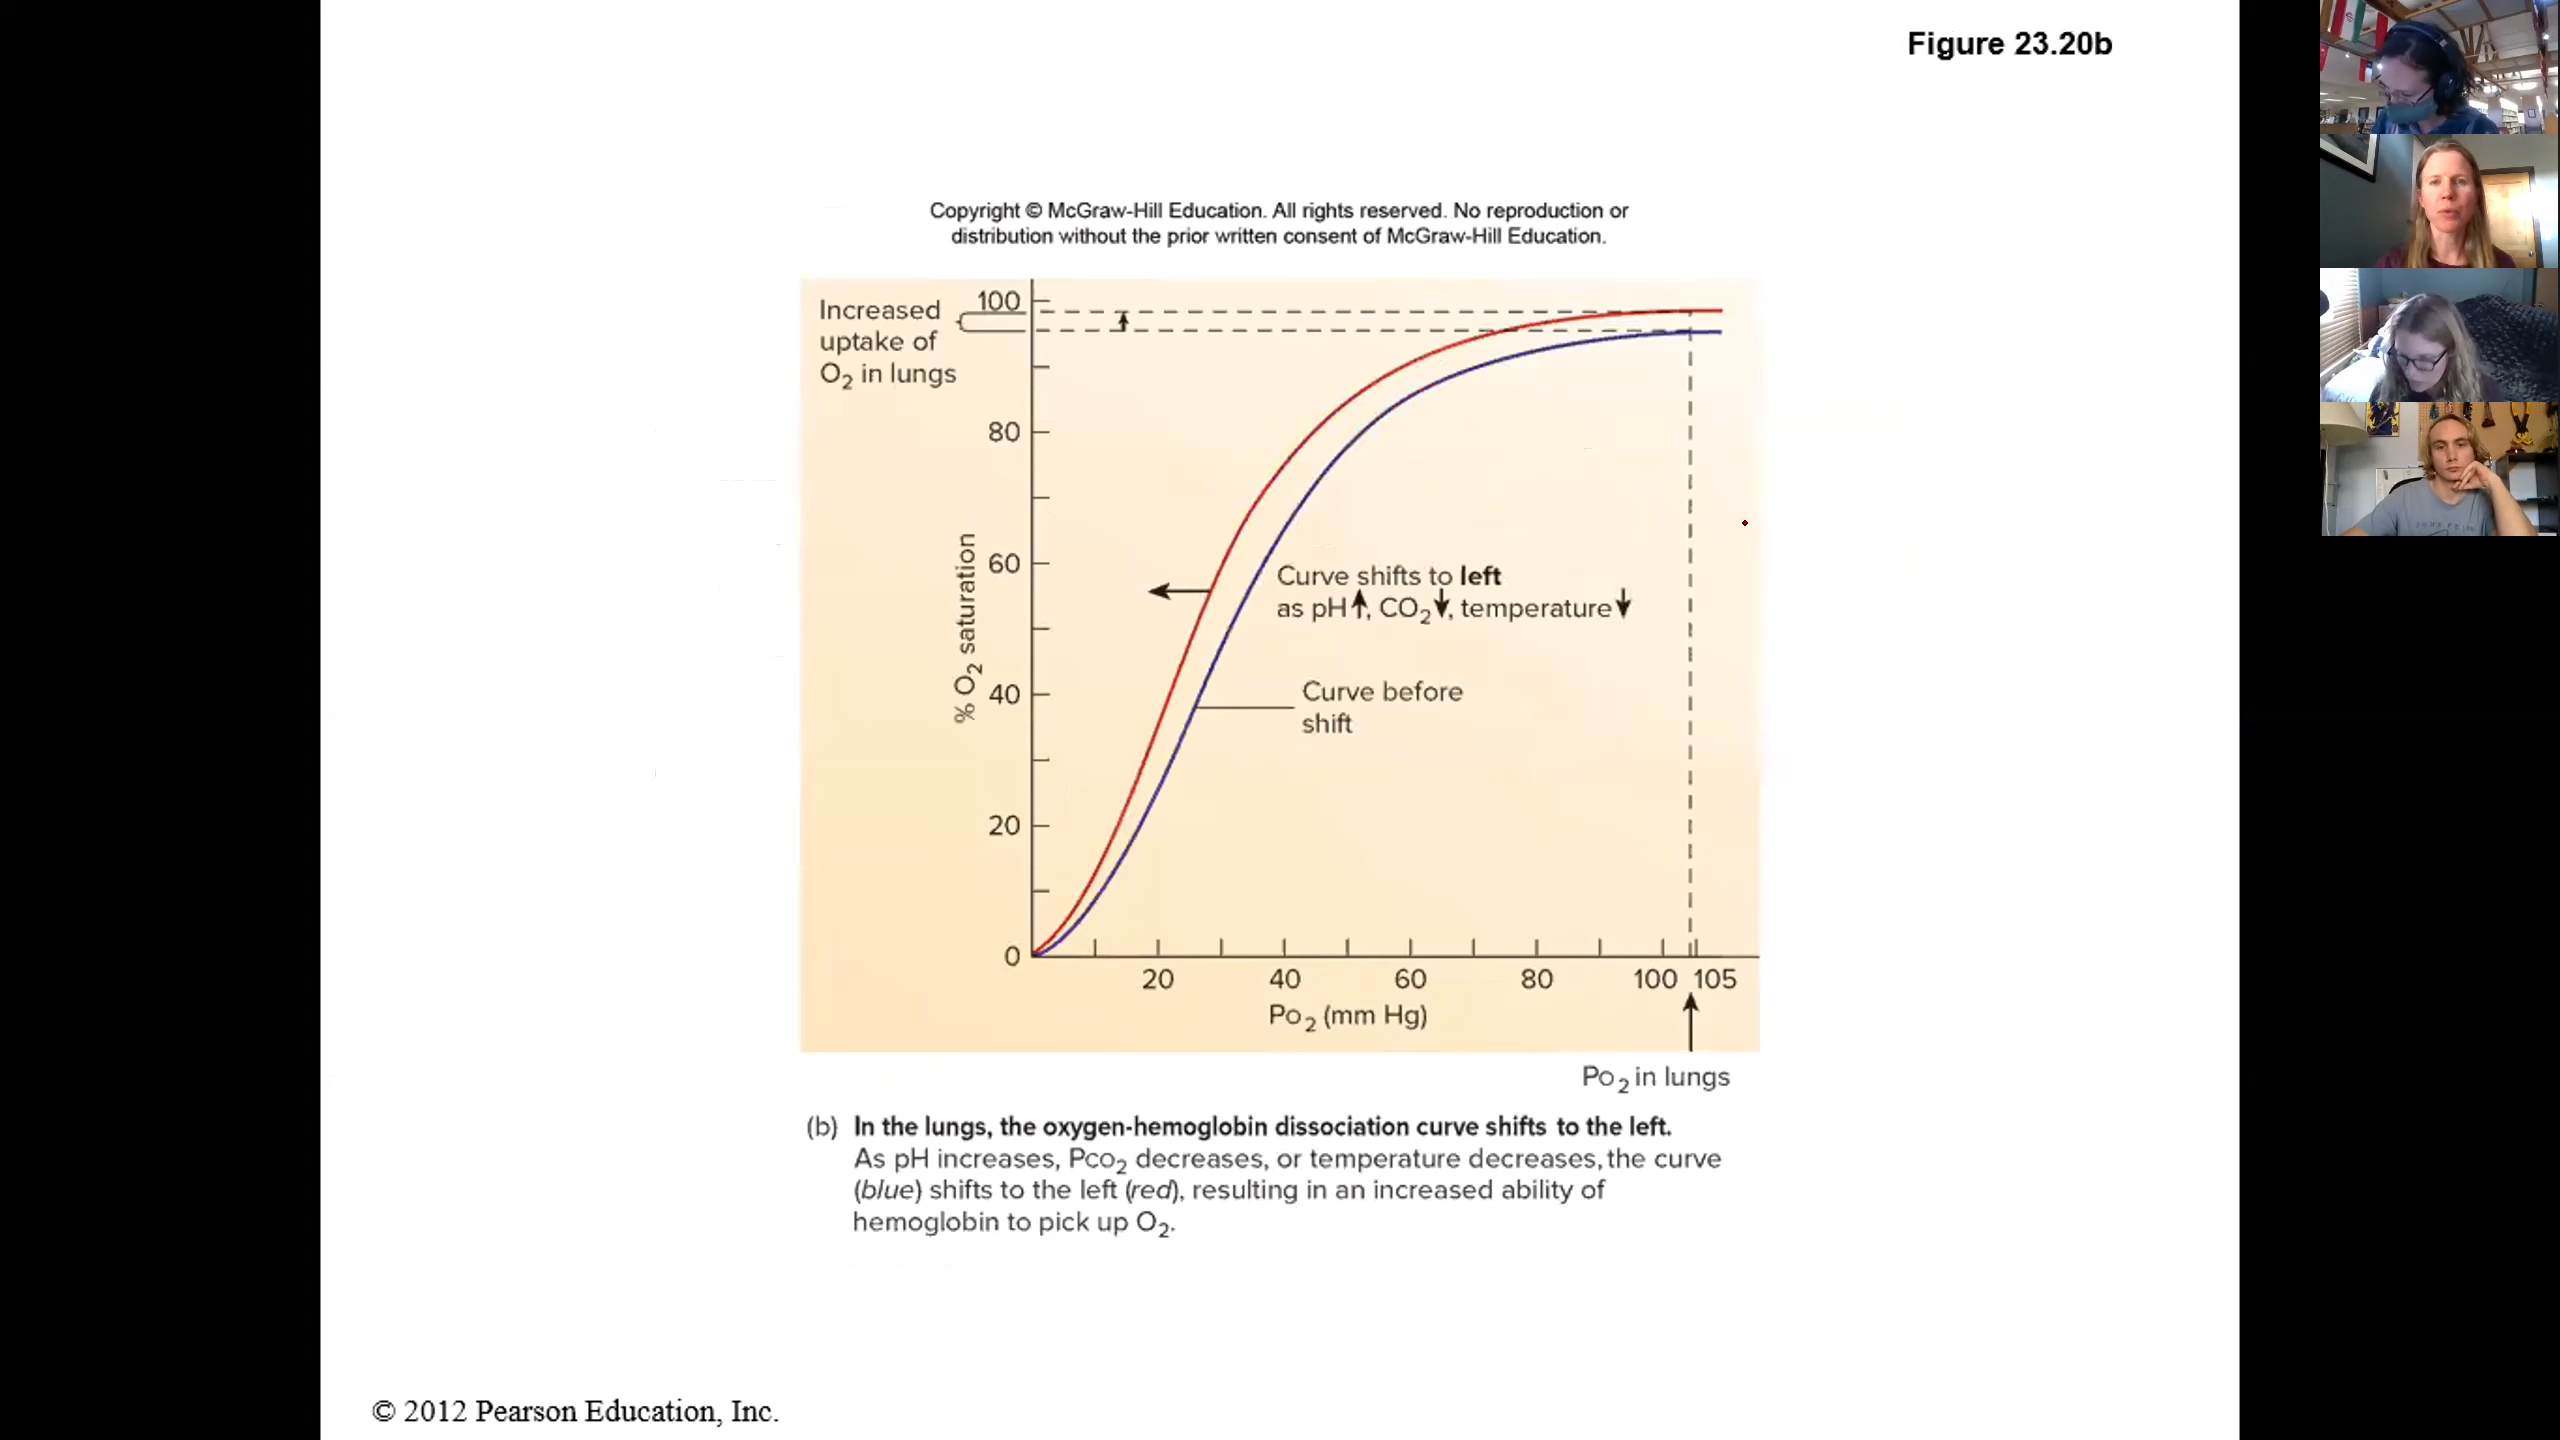 Figure 23.20b
Copyright © McGraw-Hill Education. All rights reserved. No reproduction or
distribution without the prior written consent of McGraw-Hill Education.
Increased
uptake of
O₂ in lungs
100
80
60
40
20
0
% O₂ saturation
Curve shifts to left
as pH↑, CO₂↓, temperature↓
Curve before
shift
20 40 60 80 100 105
PO₂ (mm Hg)
PO₂ in lungs
(b) In the lungs, the oxygen-hemoglobin dissociation curve shifts to the left.
As pH increases, PCO₂ decreases, or temperature decreases, the curve
(blue) shifts to the left (red), resulting in an increased ability of
hemoglobin to pick up O₂.
© 2012 Pearson Education, Inc.